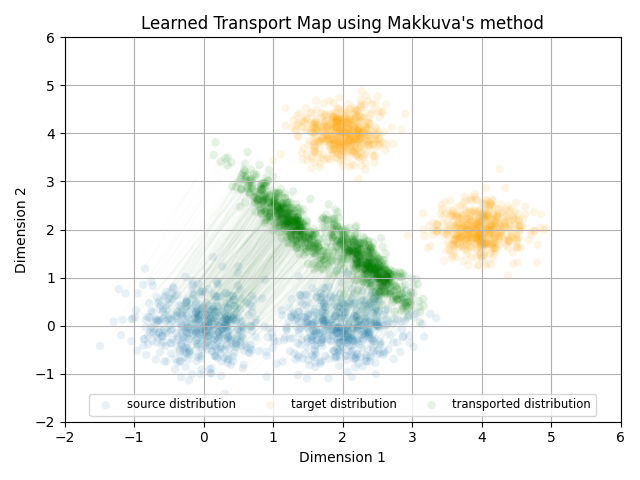 Learned Transport Map using Makkuva's method
6
5
4
3
2
1
0
−1
−2
Dimension 2
source distribution target distribution transported distribution
−2 −1 0 1 2 3 4 5 6
Dimension 1